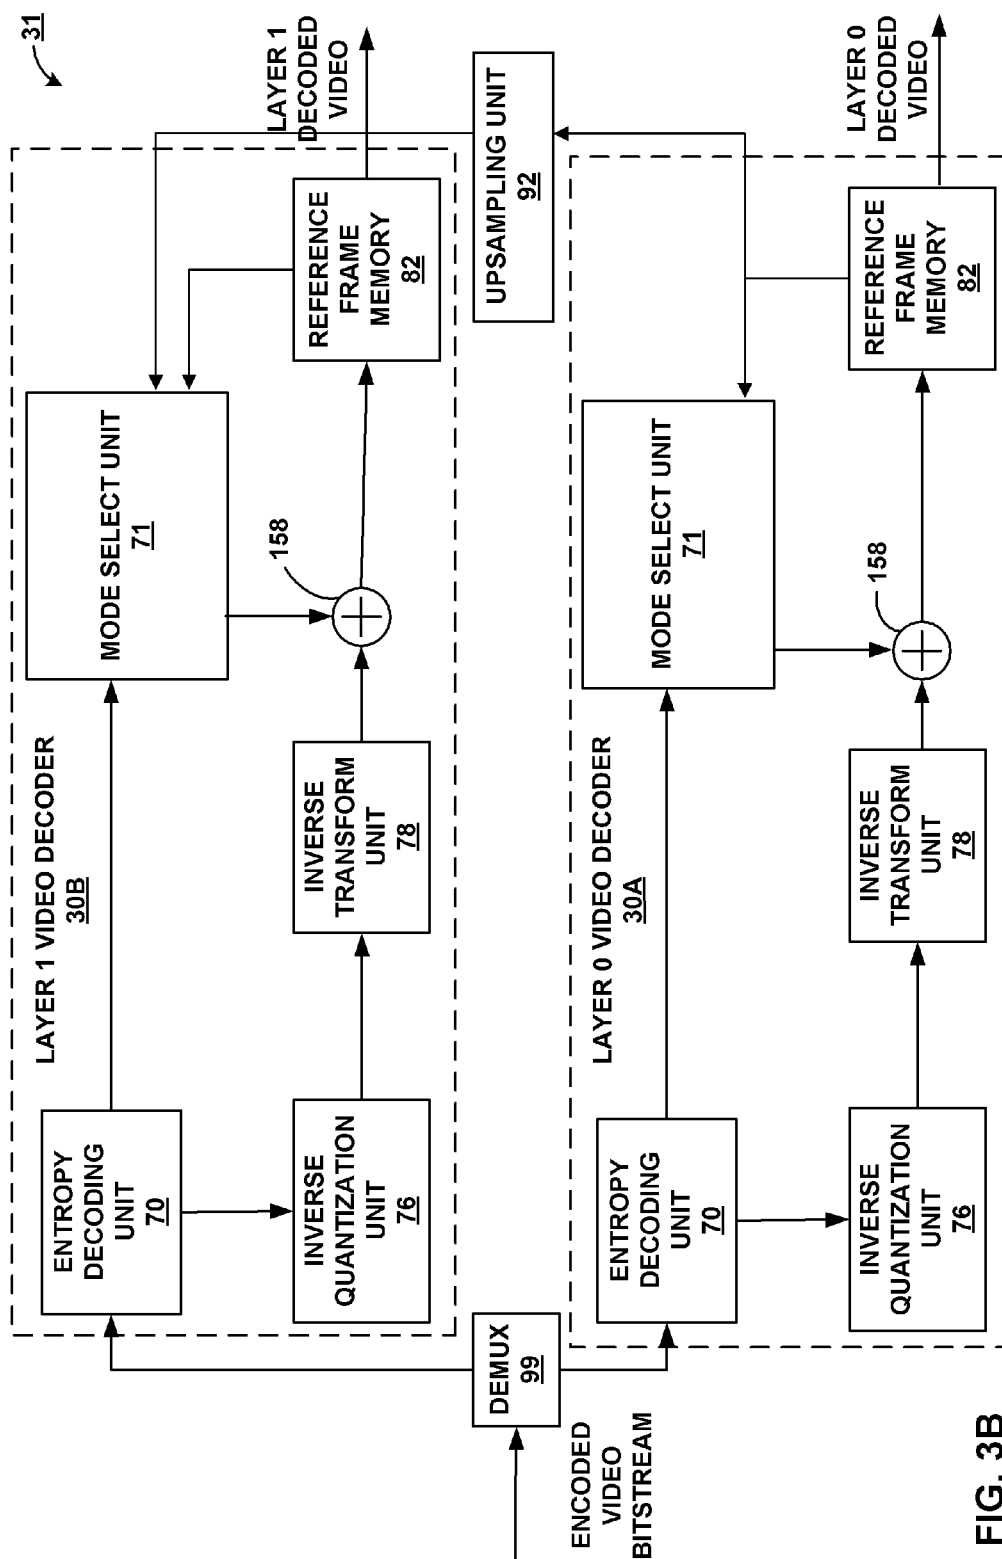 31
LAYER 1 VIDEO DECODER
30B
ENTROPY
DECODING
UNIT
70
MODE SELECT UNIT
71
INVERSE
QUANTIZATION
UNIT
76
INVERSE
TRANSFORM
UNIT
78
158
REFERENCE
FRAME
MEMORY
82
LAYER 1
DECODED
VIDEO
DEMUX
99
UPSAMPLING UNIT
92
ENCODED
VIDEO
BITSTREAM
LAYER 0 VIDEO DECODER
30A
ENTROPY
DECODING
UNIT
70
MODE SELECT UNIT
71
INVERSE
QUANTIZATION
UNIT
76
INVERSE
TRANSFORM
UNIT
78
158
REFERENCE
FRAME
MEMORY
82
LAYER 0
DECODED
VIDEO
FIG. 3B